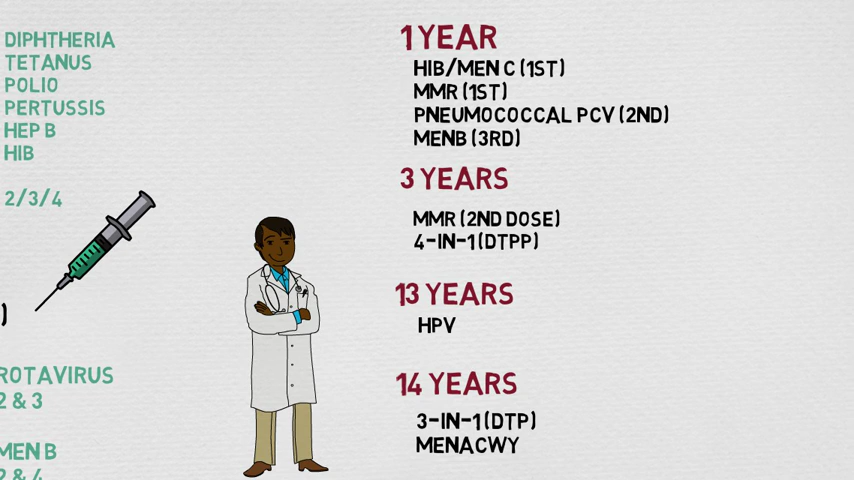 DIPHTHERIA
TETANUS
POLIO
PERTUSSIS
HEP B
HIB
2/3/4
)
ROTAVIRUS
2 & 3
MEN B
2 & 4
1 YEAR
HIB/MEN C (1ST)
MMR (1ST)
PNEUMOCOCCAL PCV (2ND)
MENB (3RD)
3 YEARS
MMR (2ND DOSE)
4-IN-1 (DTPP)
13 YEARS
HPV
14 YEARS
3-IN-1 (DTP)
MENACWY